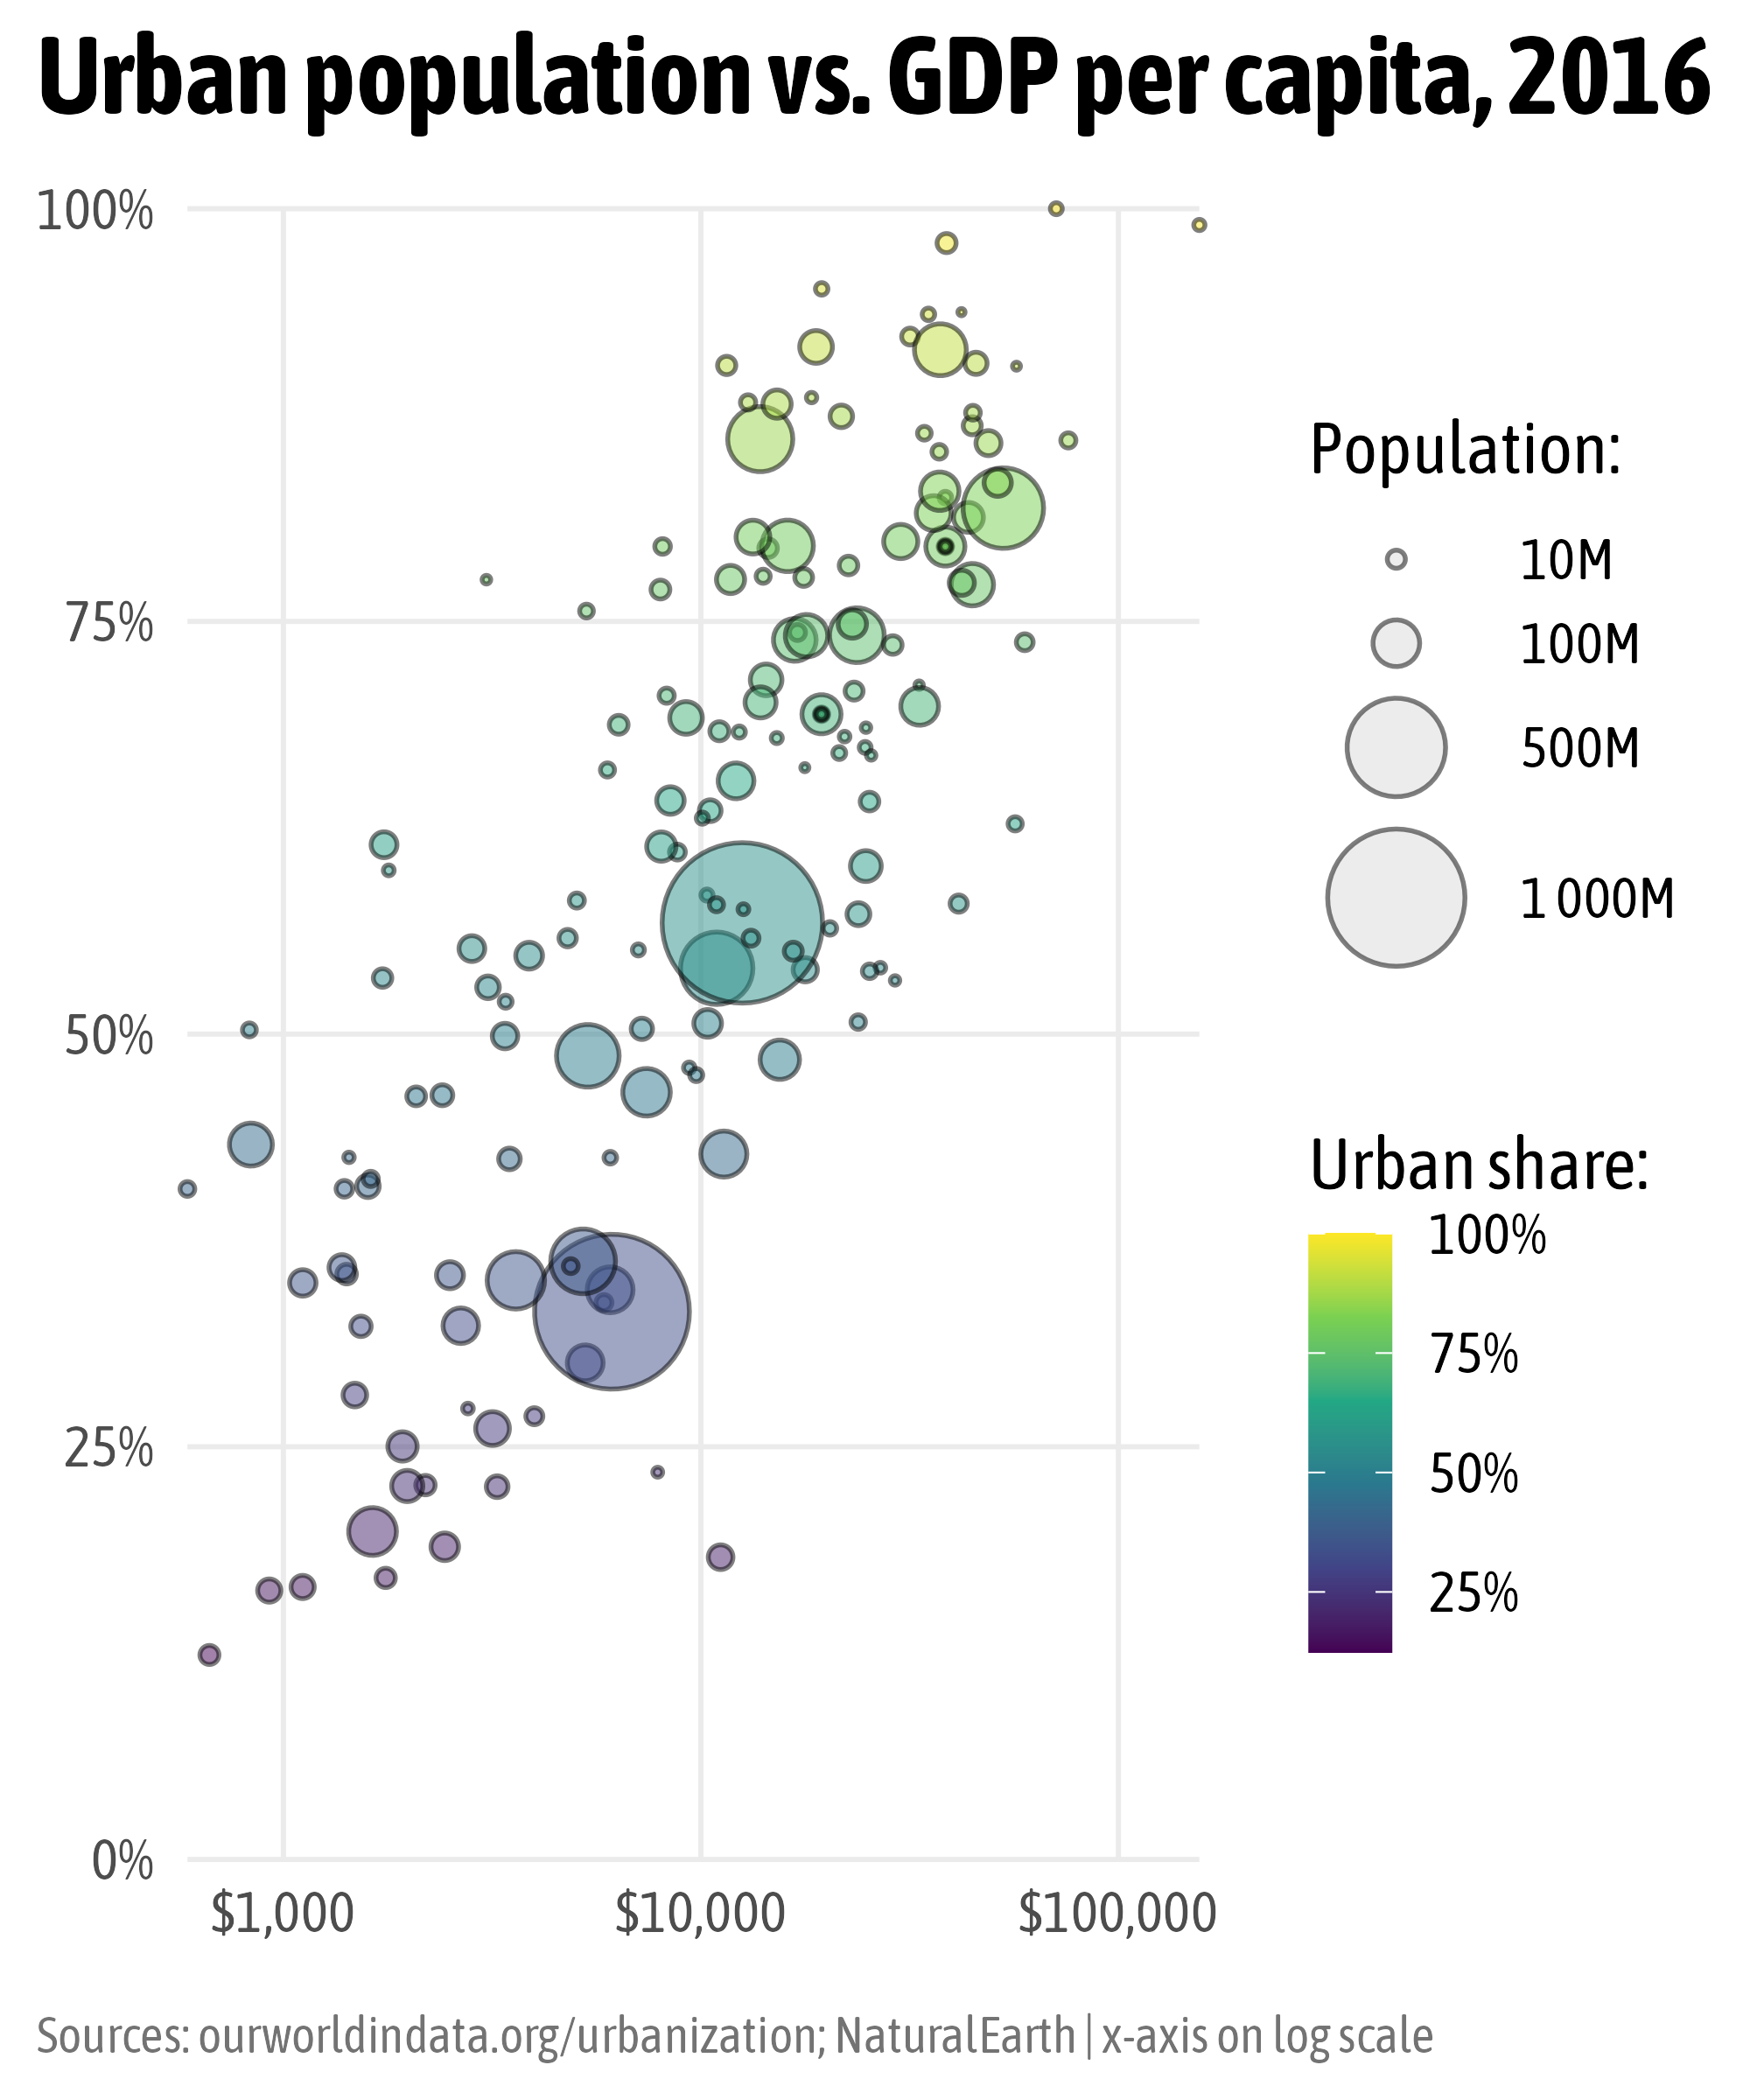 Urban population vs. GDP per capita, 2016
100%
75%
50%
25%
0%
$1,000 $10,000 $100,000
Population:
10M
100M
500M
1 000M
Urban share:
100%
75%
50%
25%
Sources: ourworldindata.org/urbanization; NaturalEarth | x-axis on log scale